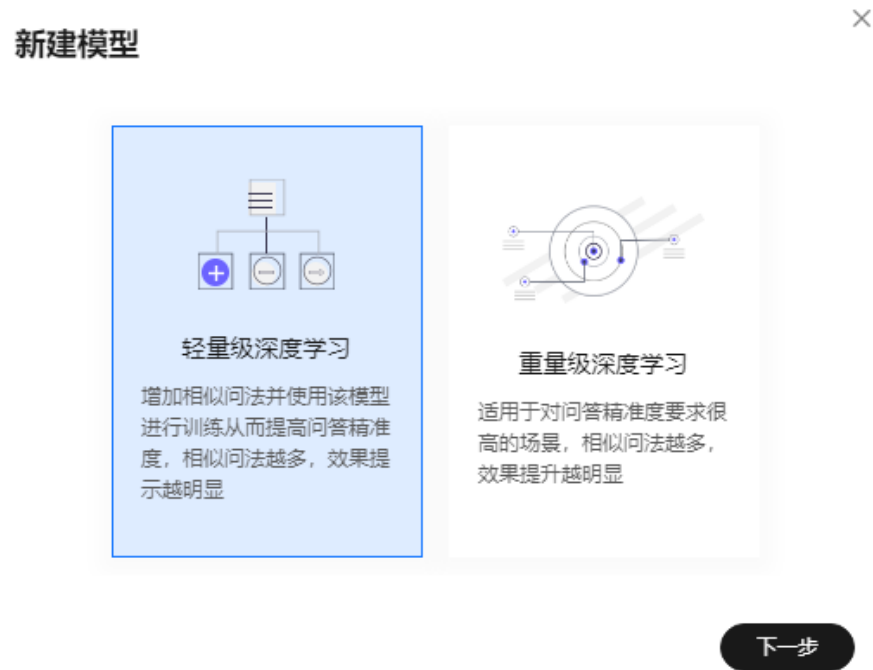 新建模型
轻量级深度学习
增加相似问法并使用该模型
进行训练从而提高问答精准
度，相似问法越多，效果提
示越明显
重量级深度学习
适用于对问答精准度要求很
高的场景，相似问法越多，
效果提升越明显
下一步